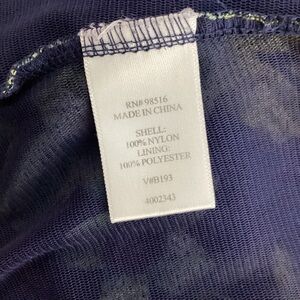 RN# 98516
MADE IN CHINA
SHELL:
100% NYLON
LINING:
100% POLYESTER
V#B193
4002343